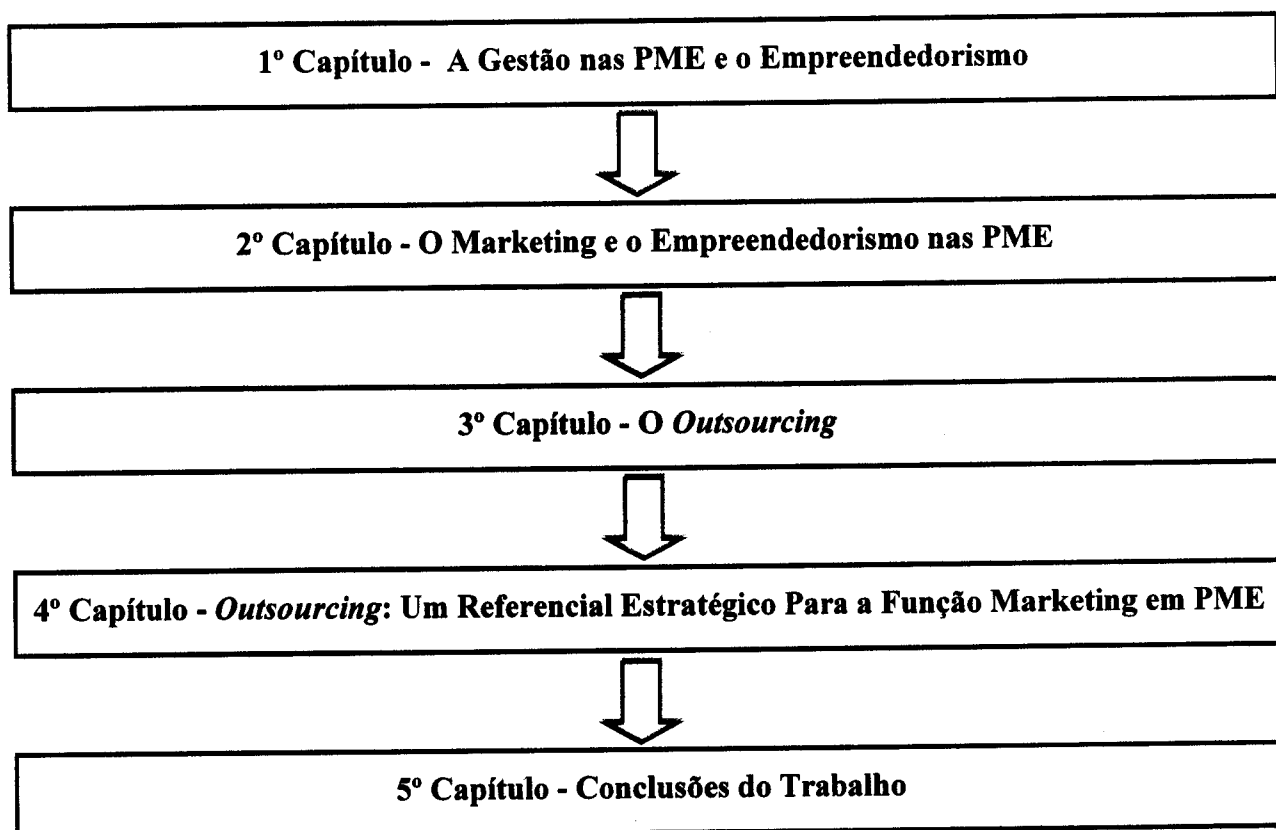 1º Capítulo - A Gestão nas PME e o Empreendedorismo
2º Capítulo - O Marketing e o Empreendedorismo nas PME
3º Capítulo - O Outsourcing
4º Capítulo - Outsourcing: Um Referencial Estratégico Para a Função Marketing em PME
5º Capítulo - Conclusões do Trabalho